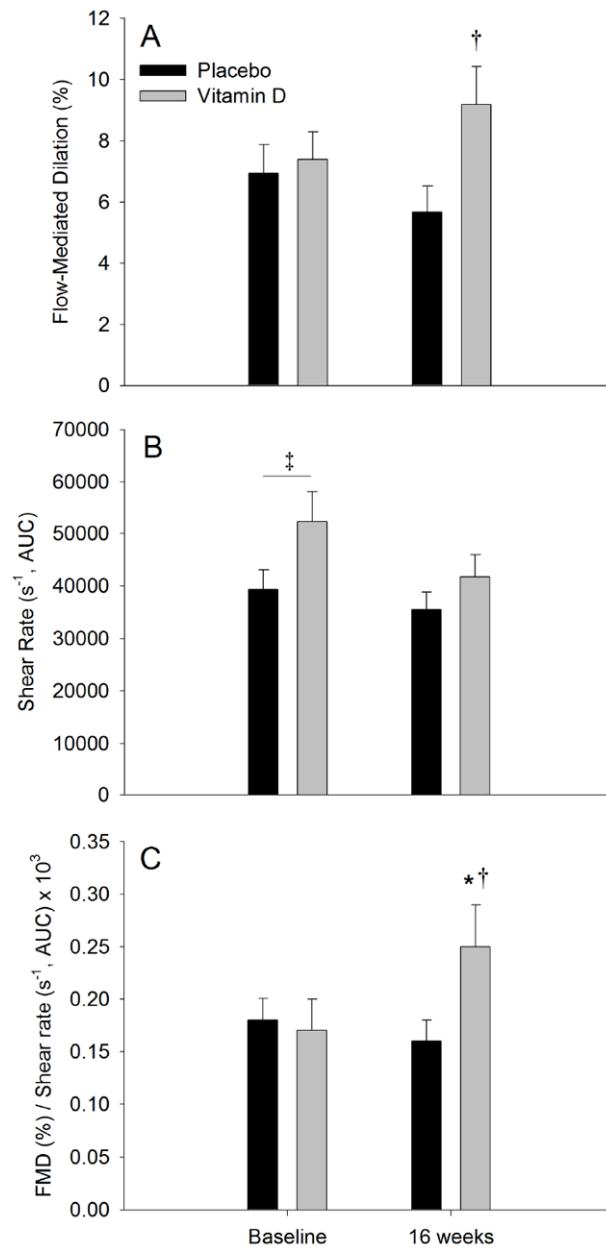 A
Placebo
Vitamin D
†
12
10
8
6
4
2
0
Flow-Mediated Dilation (%)
B
‡
70000
60000
50000
40000
30000
20000
10000
0
Shear Rate (s⁻¹, AUC)
C
*†
0.35
0.30
0.25
0.20
0.15
0.10
0.05
0.00
FMD (%) / Shear rate (s⁻¹, AUC) x 10³
Baseline 16 weeks